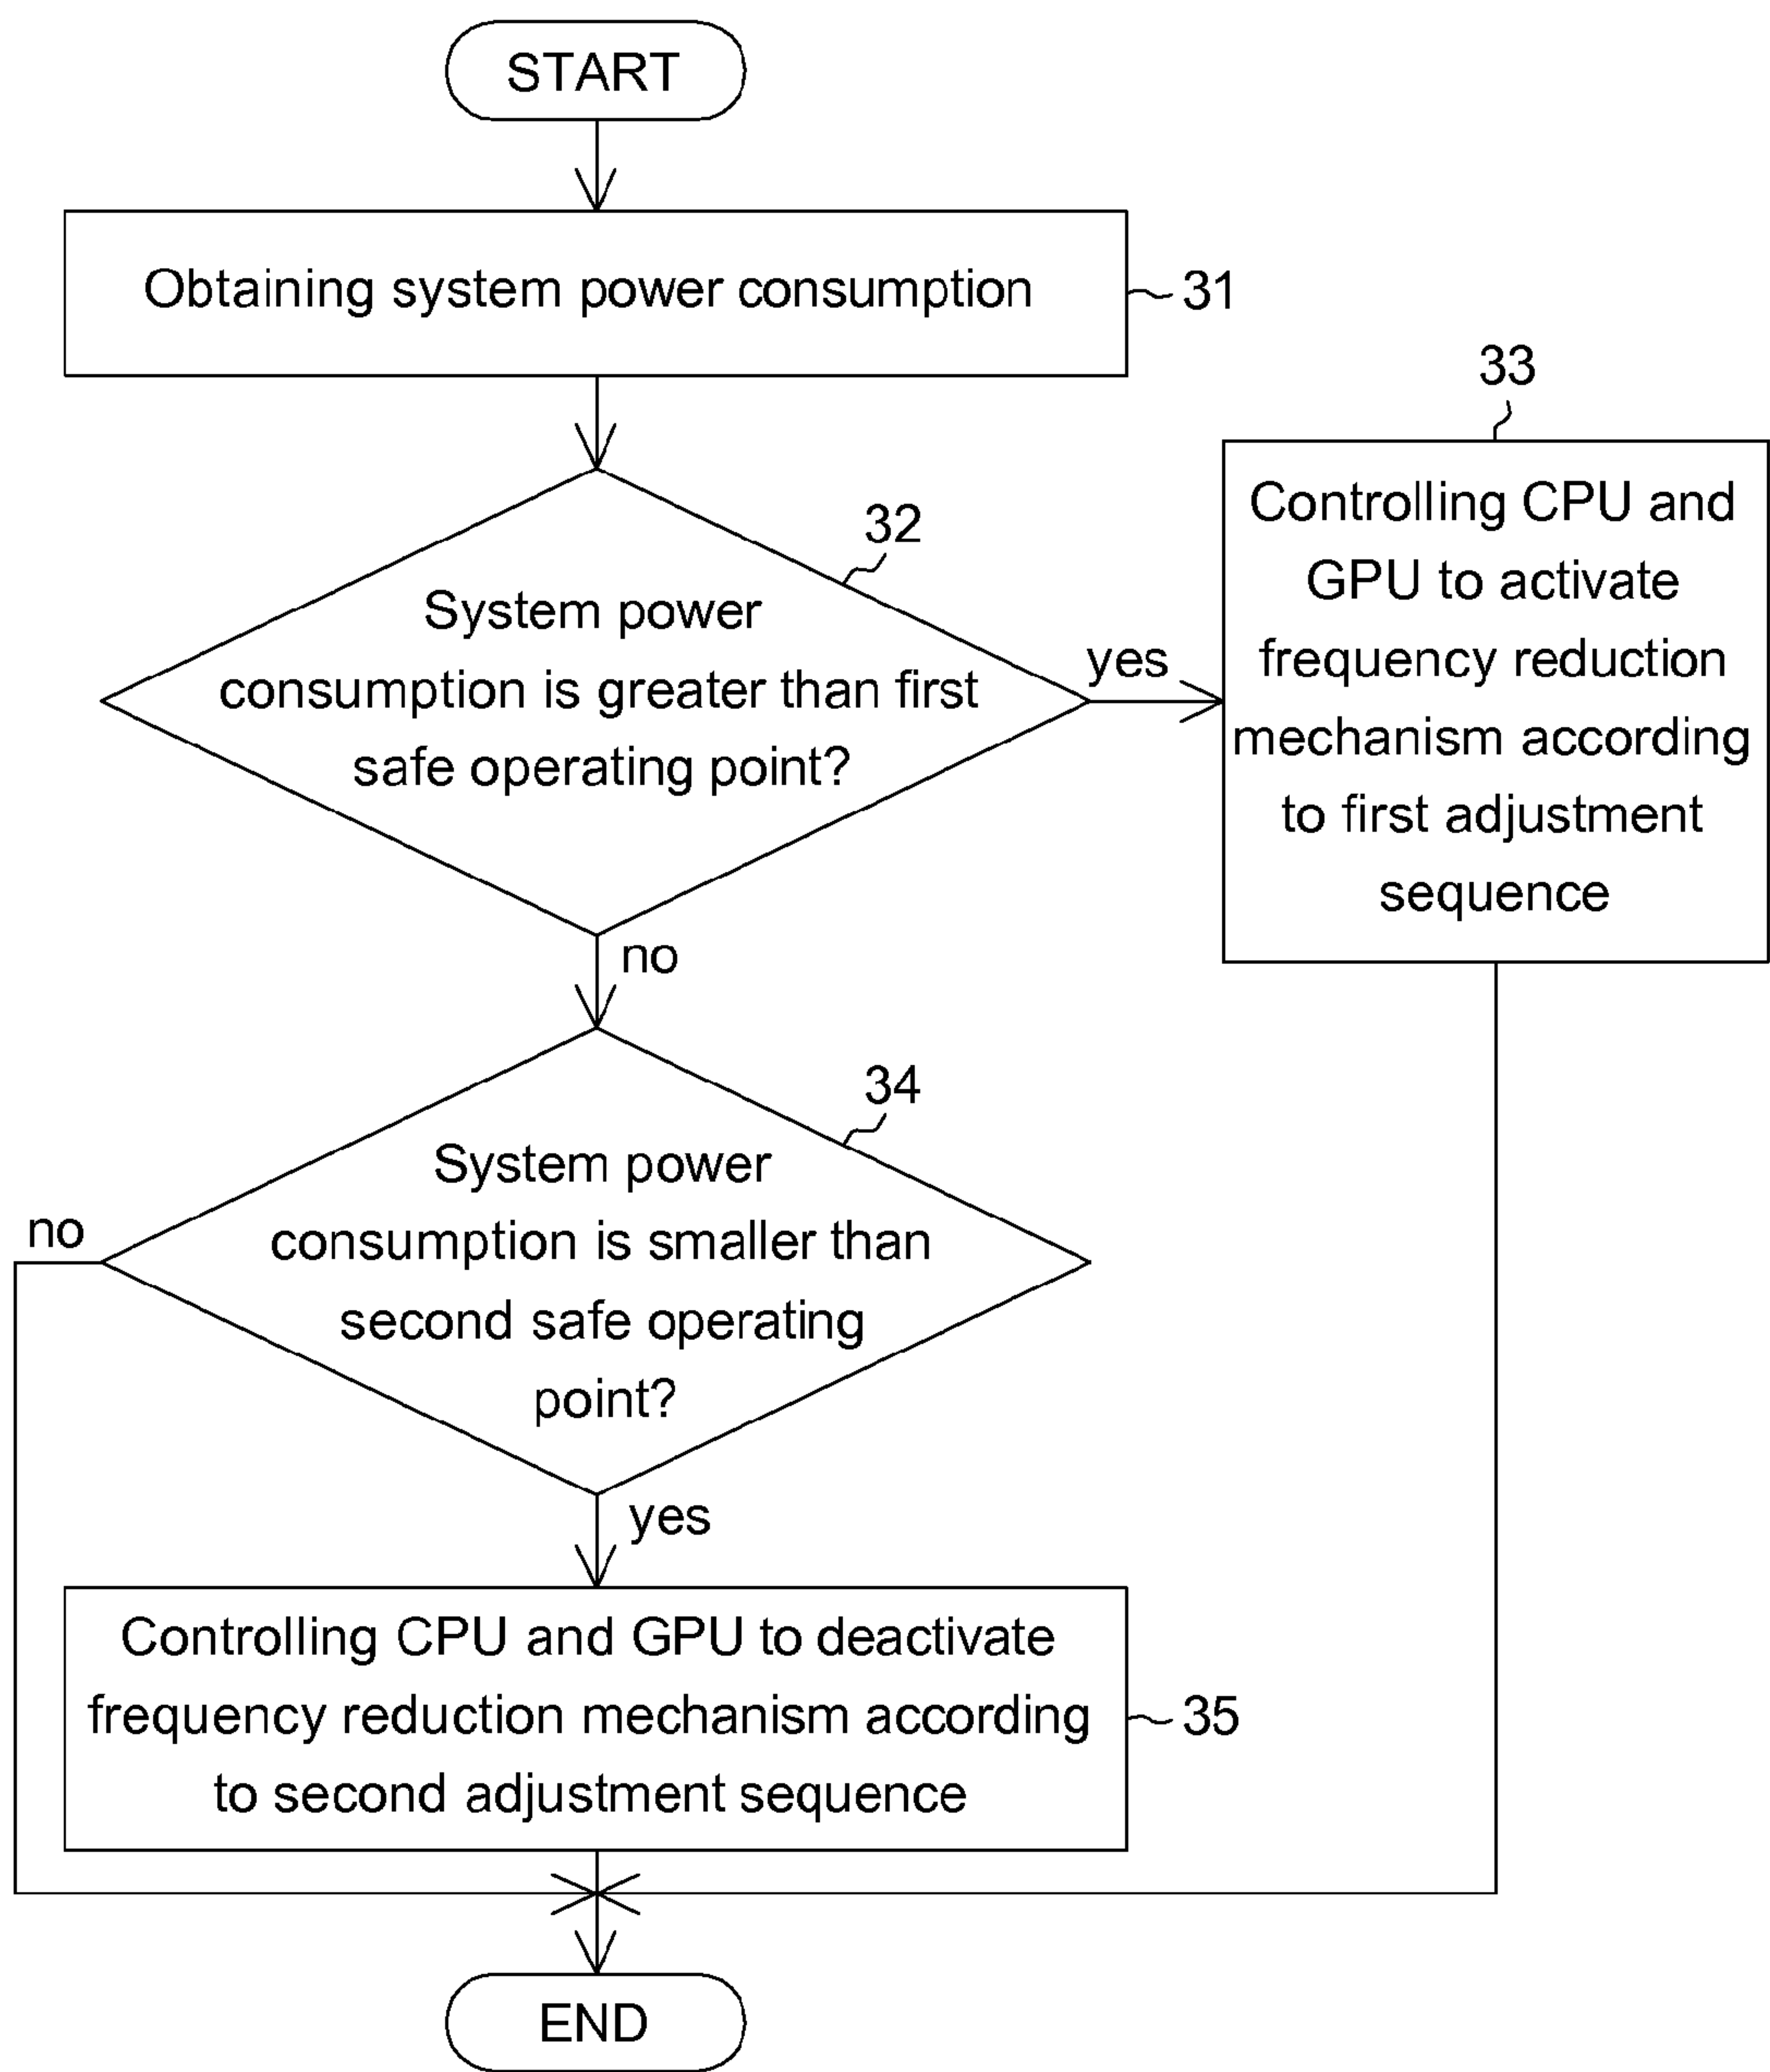 START
Obtaining system power consumption
31
32
System power
consumption is greater than first
safe operating point?
yes
33
Controlling CPU and
GPU to activate
frequency reduction
mechanism according
to first adjustment
sequence
no
34
System power
consumption is smaller than
second safe operating
point?
no
yes
Controlling CPU and GPU to deactivate
frequency reduction mechanism according
to second adjustment sequence
35
END